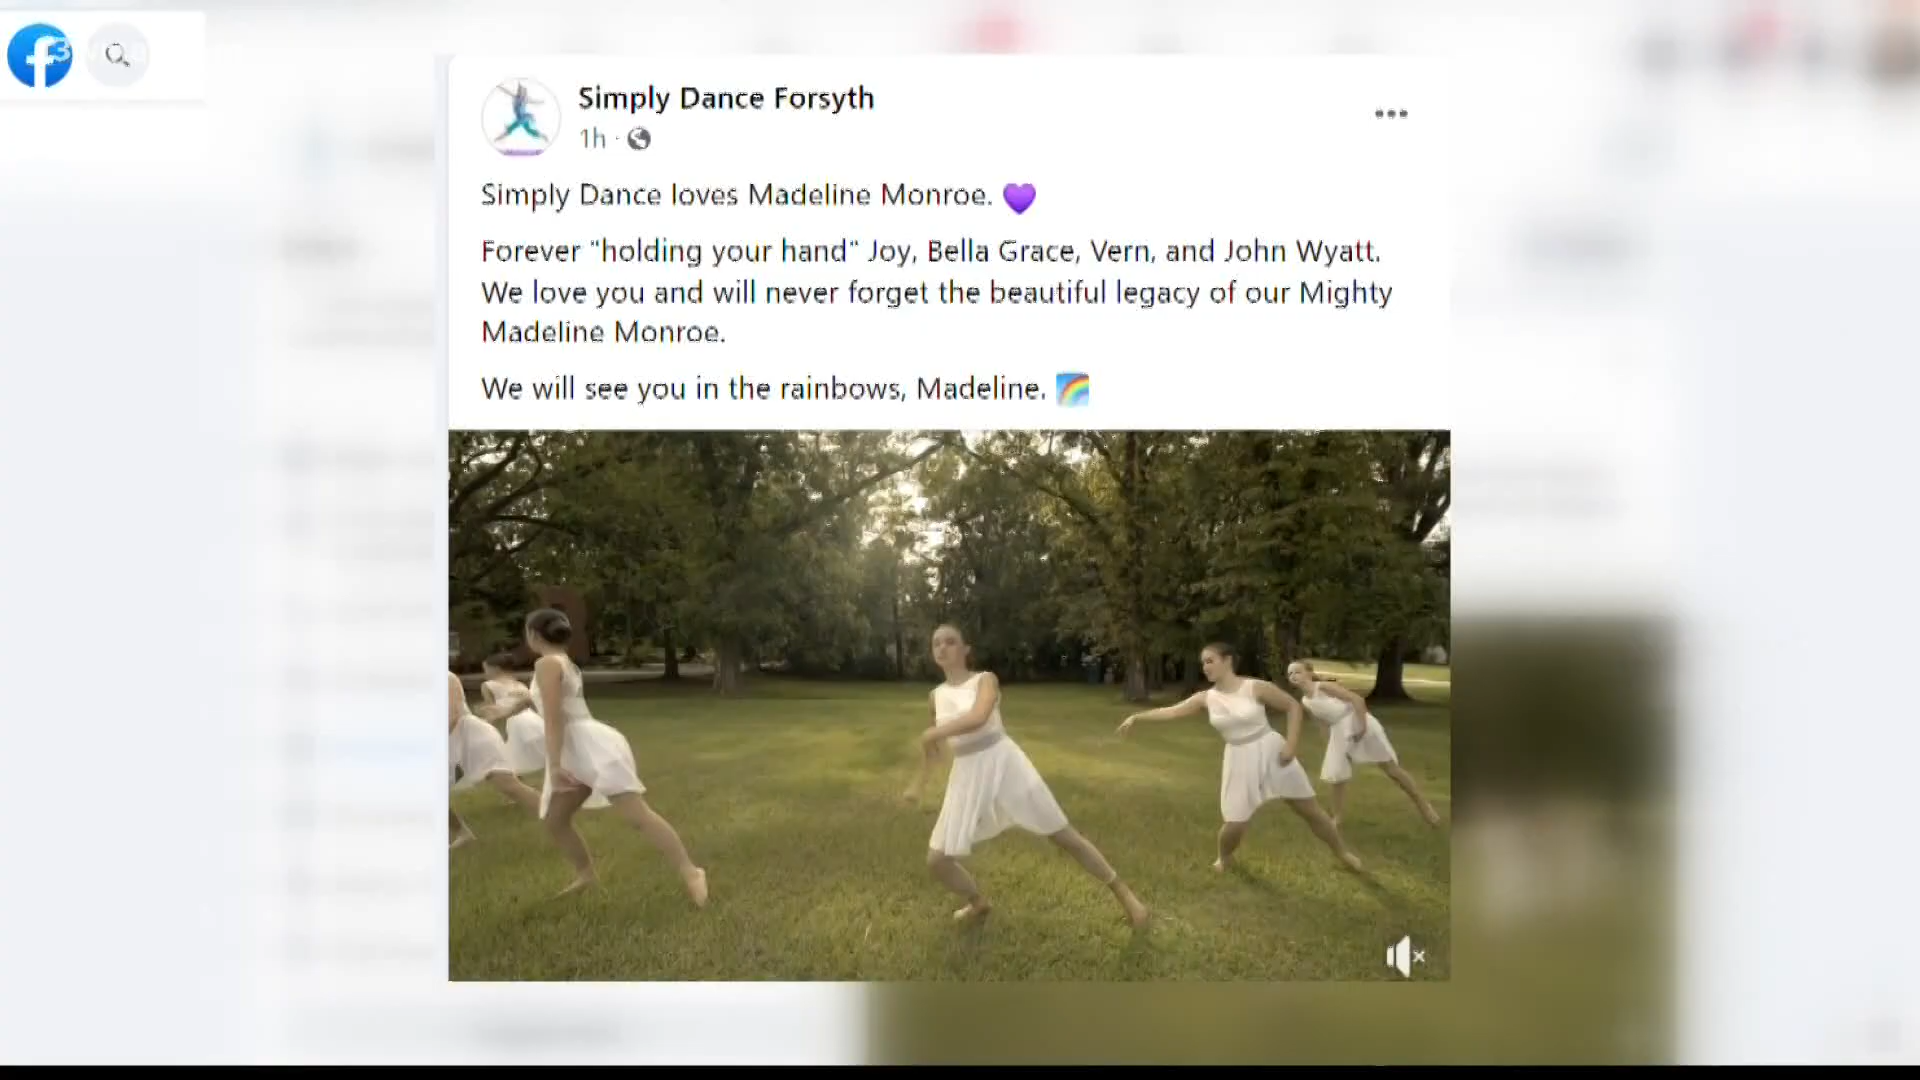 Simply Dance Forsyth
1h ·
Simply Dance loves Madeline Monroe. 💜
Forever "holding your hand" Joy, Bella Grace, Vern, and John Wyatt.
We love you and will never forget the beautiful legacy of our Mighty
Madeline Monroe.
We will see you in the rainbows, Madeline. 🌈